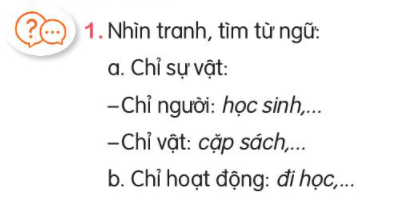 1. Nhìn tranh, tìm từ ngữ:
a. Chỉ sự vật:
–Chỉ người: học sinh,...
–Chỉ vật: cặp sách,...
b. Chỉ hoạt động: đi học,...